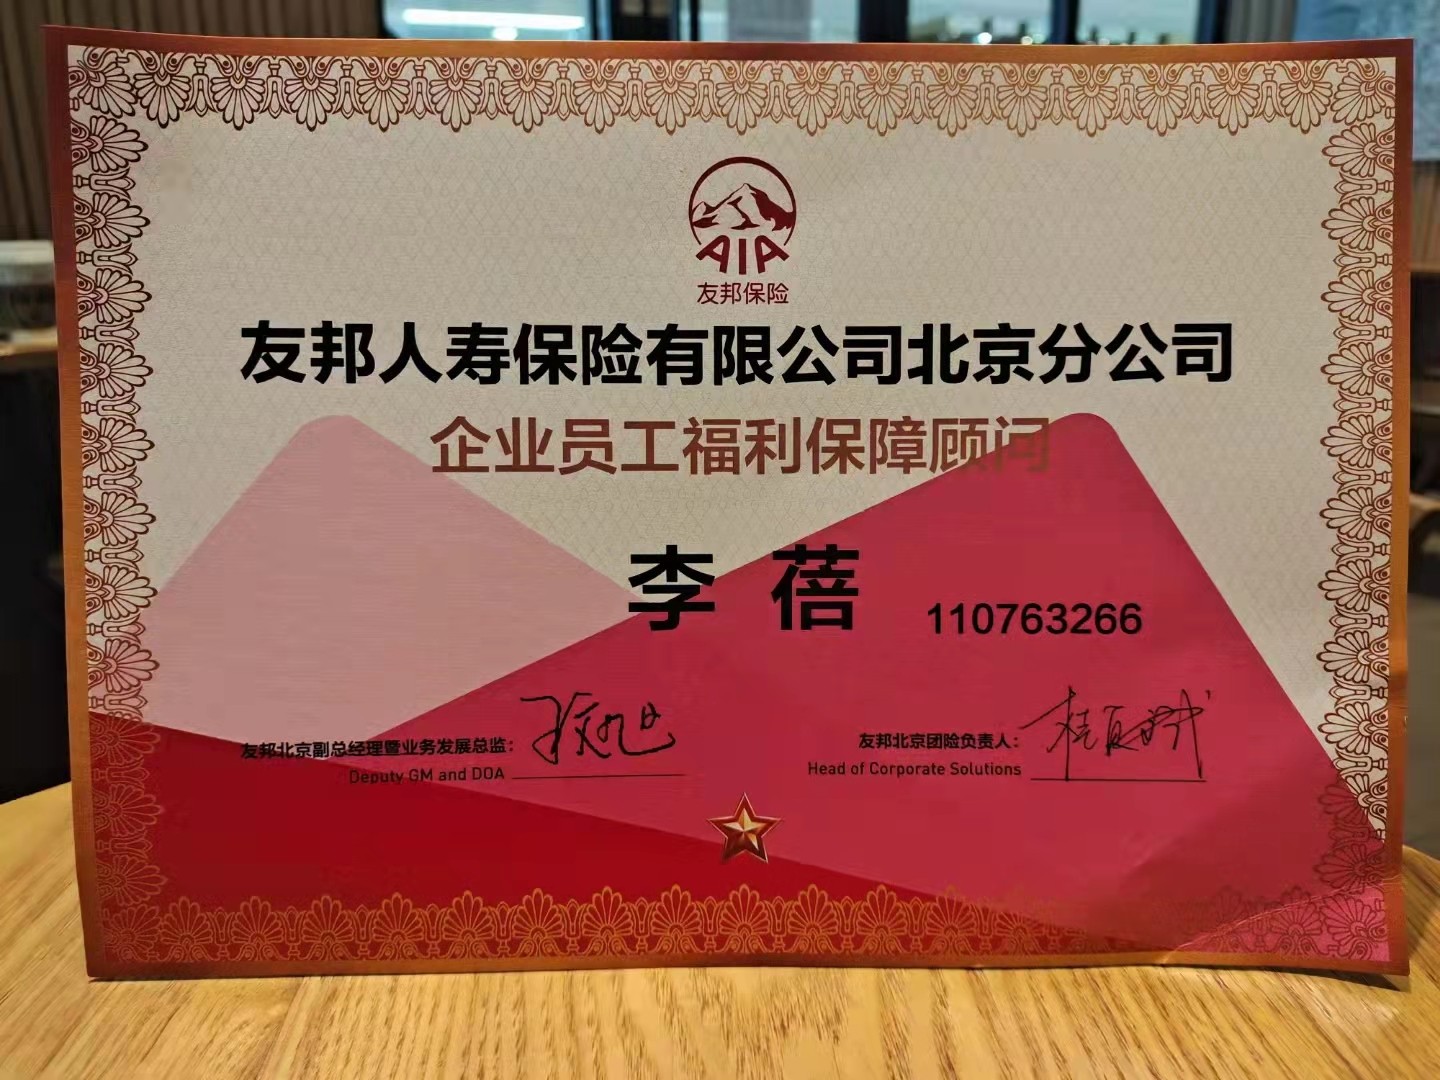 AIA
友邦保险
友邦人寿保险有限公司北京分公司
企业员工福利保障顾问
李 蓓 110763266
友邦北京副总经理暨业务发展总监：
Deputy GM and DOA
友邦北京团险负责人：
Head of Corporate Solutions